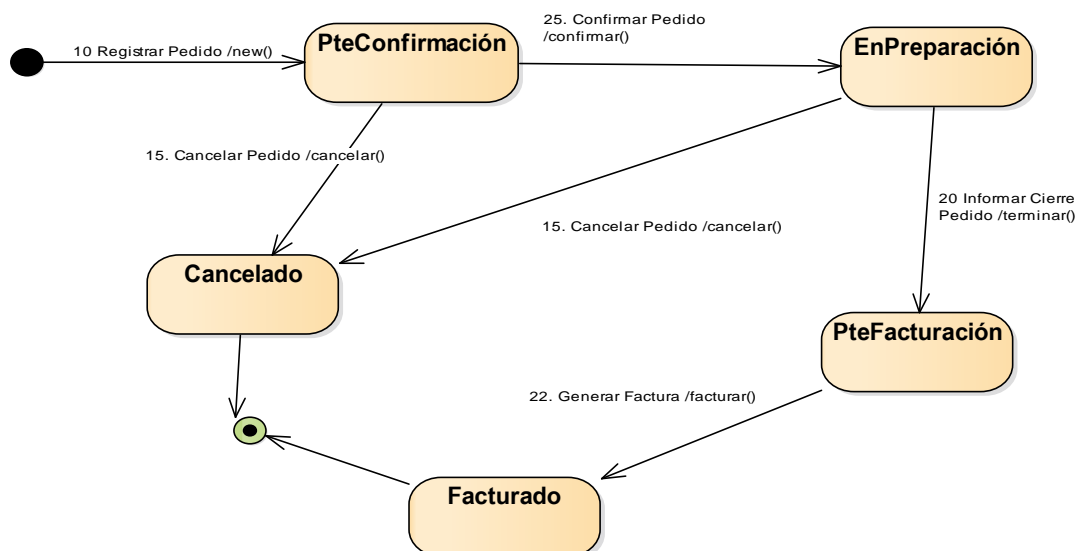 10 Registrar Pedido /new()
PteConfirmación
25. Confirmar Pedido
/confirmar()
EnPreparación
15. Cancelar Pedido /cancelar()
15. Cancelar Pedido /cancelar()
20 Informar Cierre
Pedido /terminar()
Cancelado
PteFacturación
22. Generar Factura /facturar()
Facturado